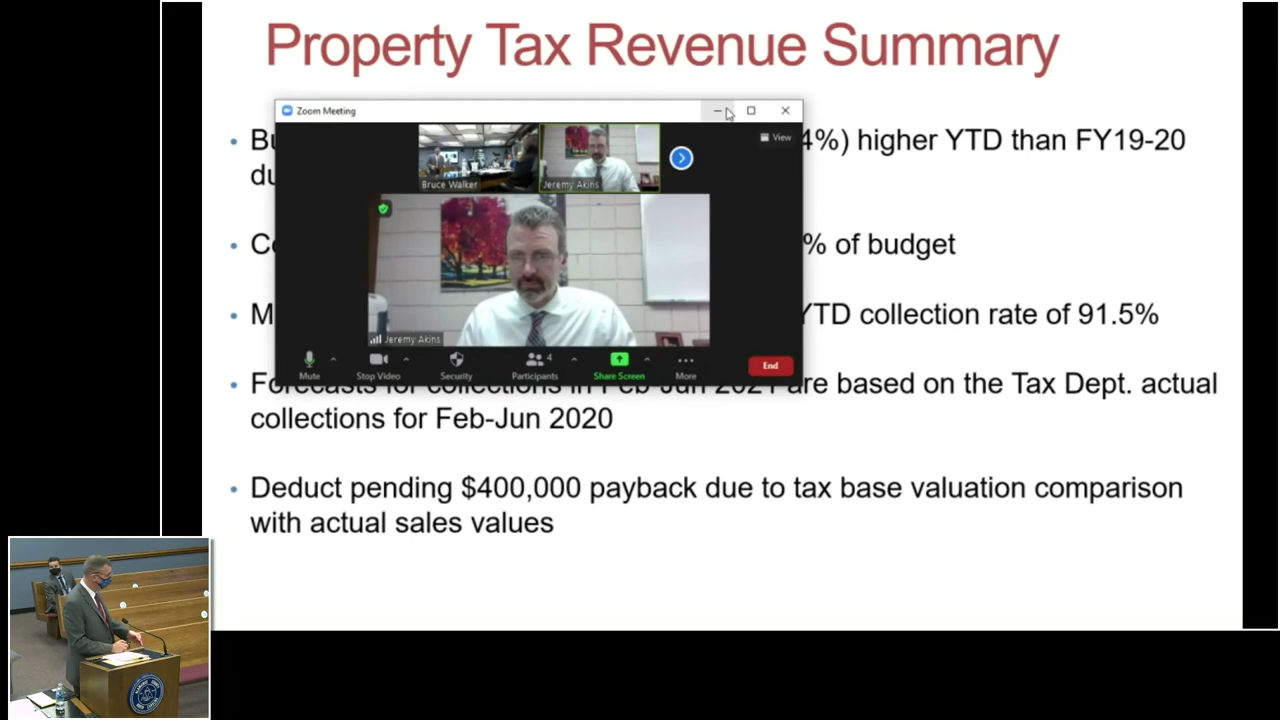 Property Tax Revenue Summary
Zoom Meeting
4%) higher YTD than FY19-20
View
Bruce Walker
Jeremy Akins
% of budget
YTD collection rate of 91.5%
Jeremy Akins
4
Mute
Stop Video
Security
Participants
Share Screen
More
End
Forecasts for collections in Feb-Jun 2021 are based on the Tax Dept. actual
collections for Feb-Jun 2020
Deduct pending $400,000 payback due to tax base valuation comparison
with actual sales values